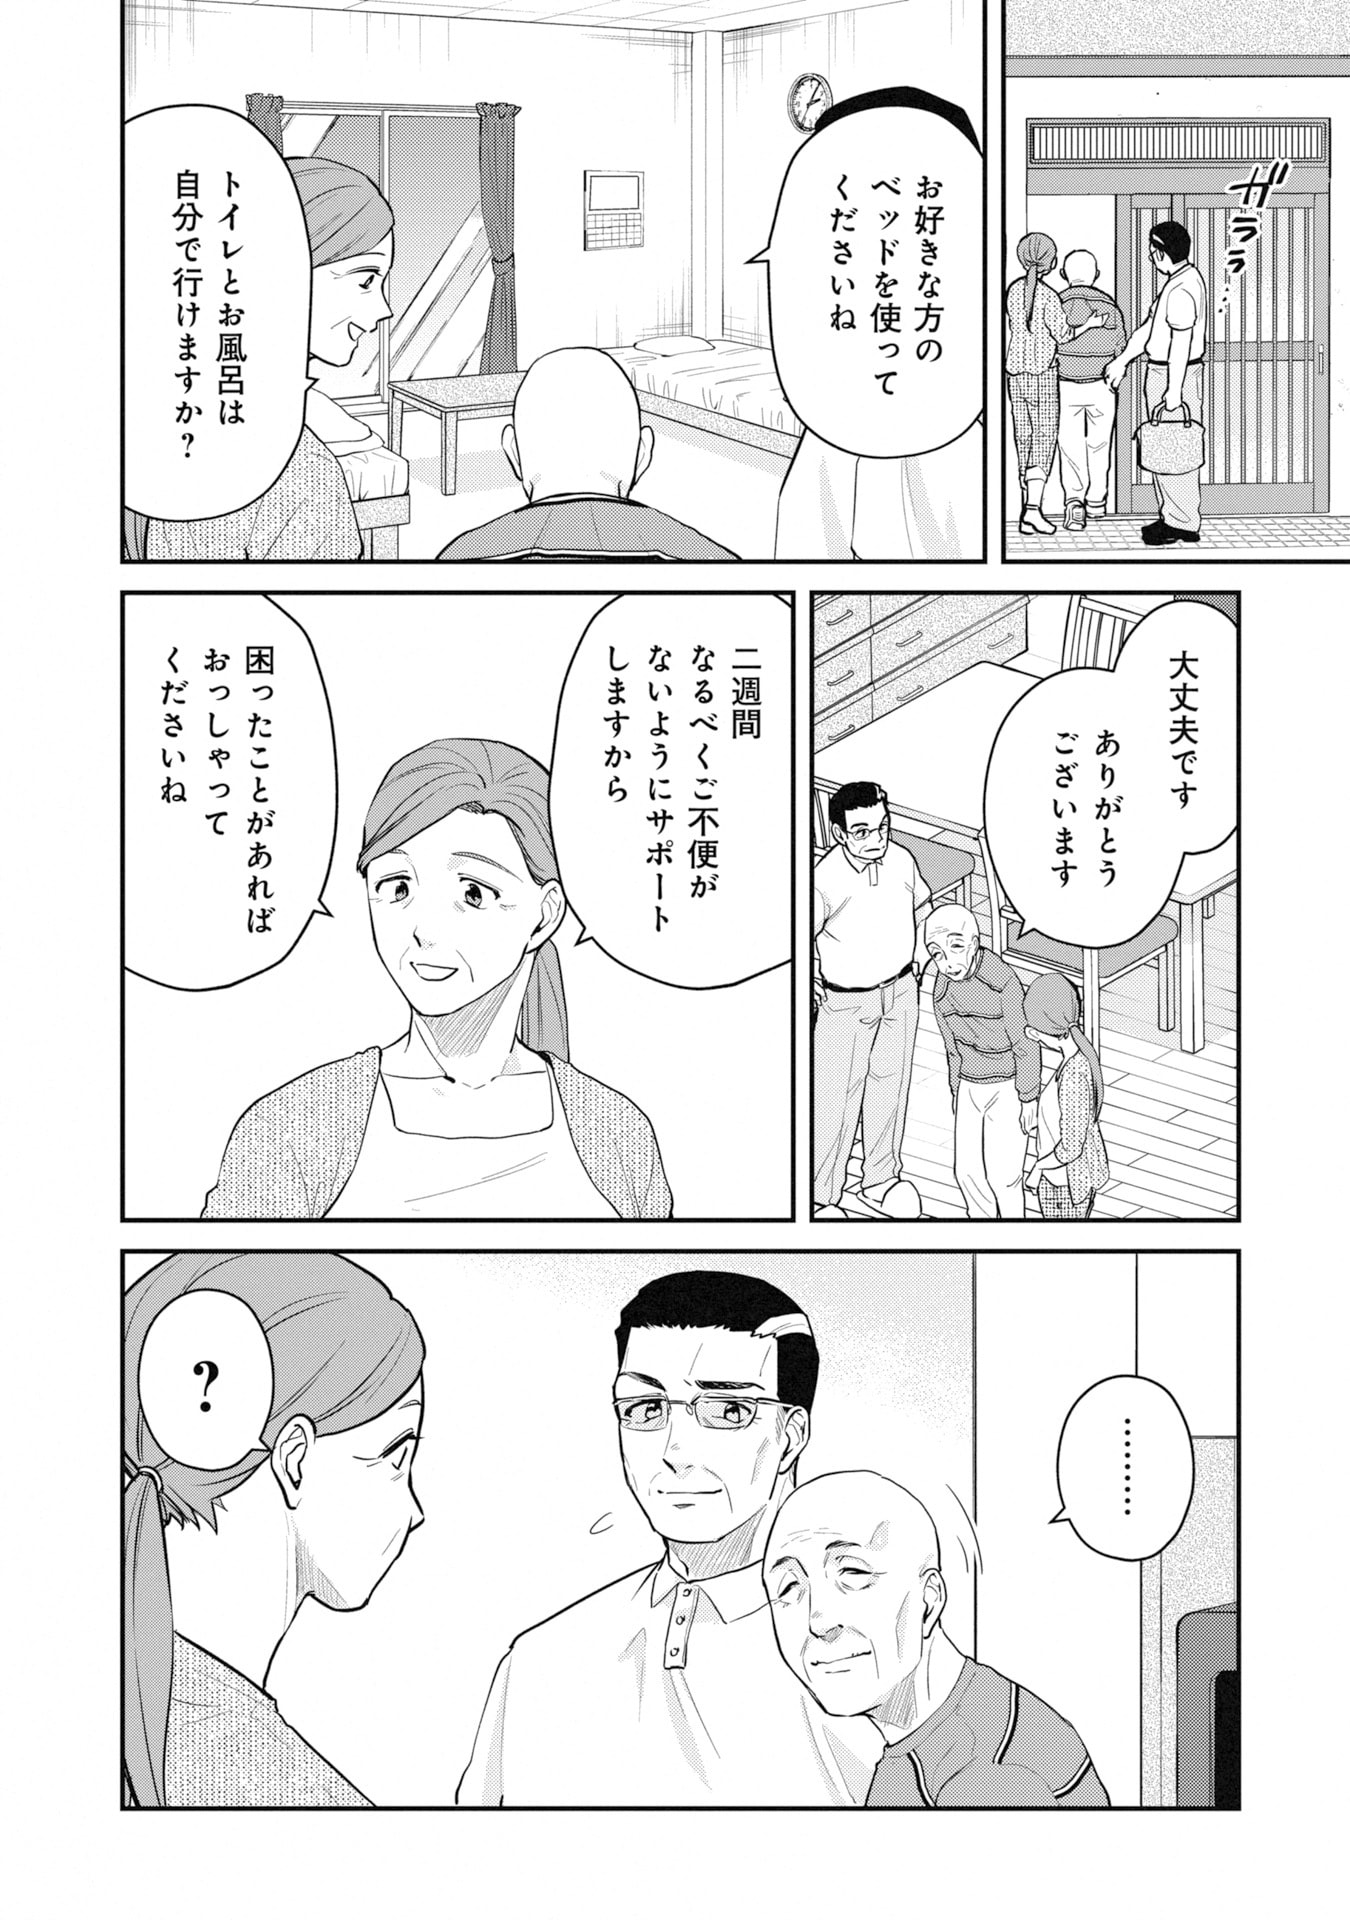 ガラララ…
お好きな方の
ベッドを使って
くださいね
トイレとお風呂は
自分で行けますか？
大丈夫です
ありがとう
ございます
二週間
なるべくご不便が
ないようにサポート
しますから
困ったことがあれば
おっしゃって
くださいね
………
？